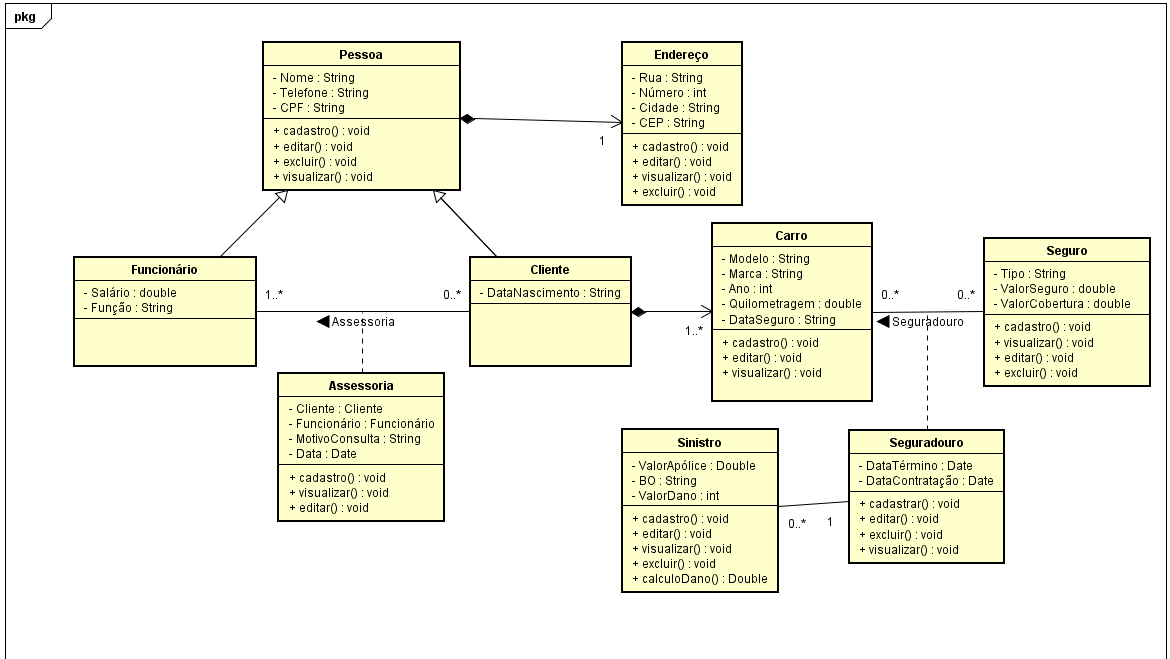 pkg
Pessoa
- Nome : String
- Telefone : String
- CPF : String
+ cadastro() : void
+ editar() : void
+ excluir() : void
+ visualizar() : void
1
Endereço
- Rua : String
- Número : int
- Cidade : String
- CEP : String
+ cadastro() : void
+ editar() : void
+ visualizar() : void
+ excluir() : void
Funcionário
- Salário : double
- Função : String
1..*
0..*
Assessoria
Cliente
- DataNascimento : String
1..*
Carro
- Modelo : String
- Marca : String
- Ano : int
- Quilometragem : double
- DataSeguro : String
+ cadastro() : void
+ editar() : void
+ visualizar() : void
0..*
0..*
Seguradouro
Seguro
- Tipo : String
- ValorSeguro : double
- ValorCobertura : double
+ cadastro() : void
+ visualizar() : void
+ editar() : void
+ excluir() : void
Assessoria
- Cliente : Cliente
- Funcionário : Funcionário
- MotivoConsulta : String
- Data : Date
+ cadastro() : void
+ visualizar() : void
+ editar() : void
Sinistro
- ValorApólice : Double
- BO : String
- ValorDano : int
+ cadastro() : void
+ editar() : void
+ visualizar() : void
+ excluir() : void
+ calculoDano() : Double
0..*
1
Seguradouro
- DataTérmino : Date
- DataContratação : Date
+ cadastrar() : void
+ editar() : void
+ excluir() : void
+ visualizar() : void